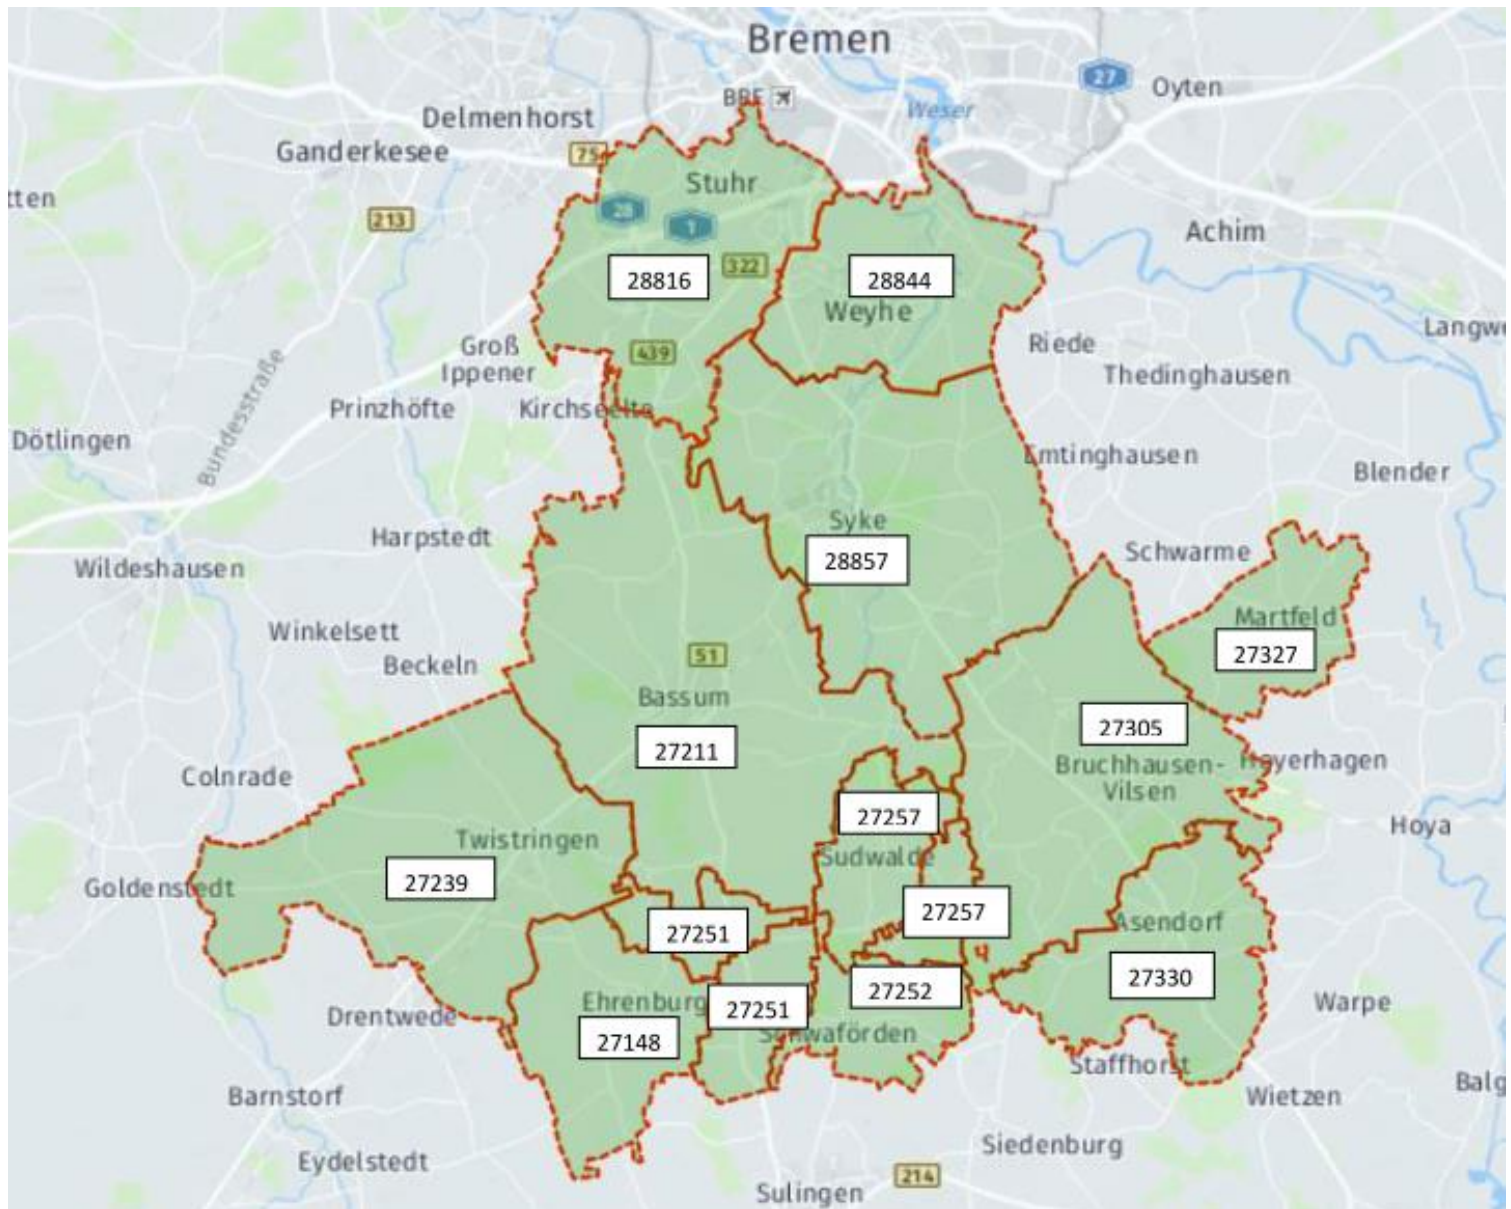 Bremen
27
Oyten
BRE
Weser
Delmenhorst
Ganderkesee
75
Stuhr
tten
213
28
1
Achim
322
28816
28844
Weyhe
Langwe
Riede
Groß
Ippener
439
Thedinghausen
Prinzhöfte
Kirchseelte
Bundesstraße
Dötlingen
Emtinghausen
Blender
Syke
Harpstedt
Schwarme
28857
Wildeshausen
Martfeld
Winkelsett
27327
Beckeln
51
Bassum
27305
27211
Bruchhausen-
Vilsen
Hoyerhagen
Colnrade
27257
Hoya
Twistringen
Sudwalde
27239
Goldenstedt
27257
Asendorf
27251
27330
27252
Ehrenburg
27251
Warpe
Drentwede
27148
Schwaförden
Staffhorst
Barnstorf
Wietzen
Balg
Siedenburg
Eydelstedt
214
Sulingen